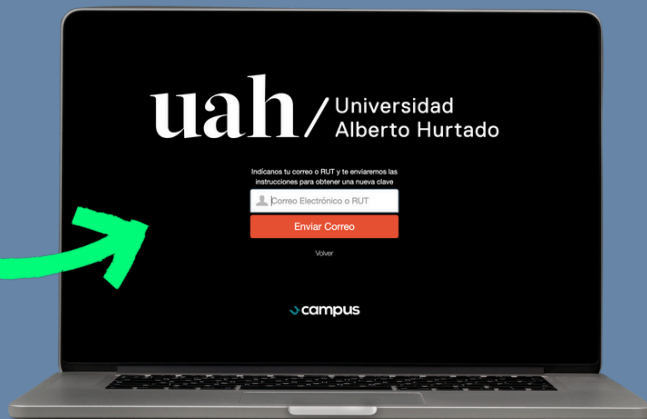 uah/ Universidad
Alberto Hurtado
Indícanos tu correo o RUT y te enviaremos las
instrucciones para obtener una nueva clave
Correo Electrónico o RUT
Enviar Correo
Volver
campus